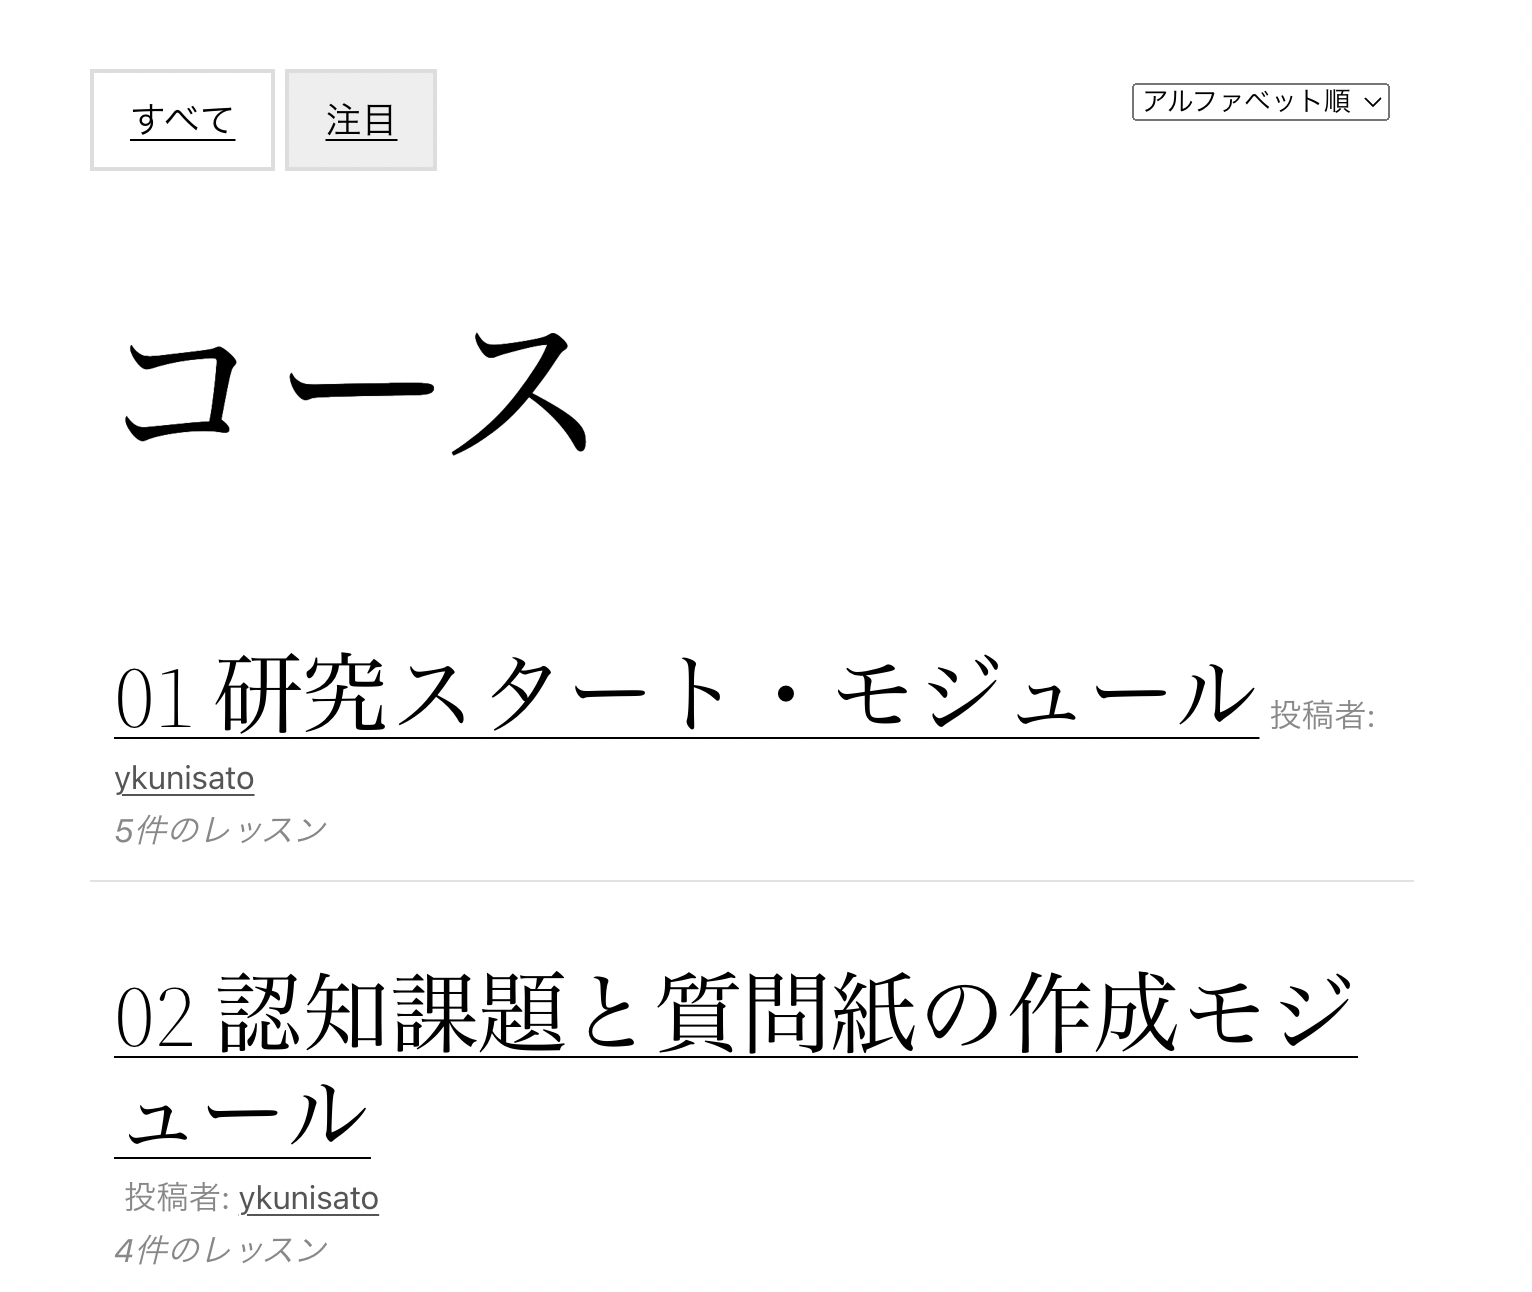 すべて 注目 アルファベット順
コース
01 研究スタート・モジュール 投稿者:
ykunisato
5件のレッスン
02 認知課題と質問紙の作成モジ
ュール
投稿者: ykunisato
4件のレッスン